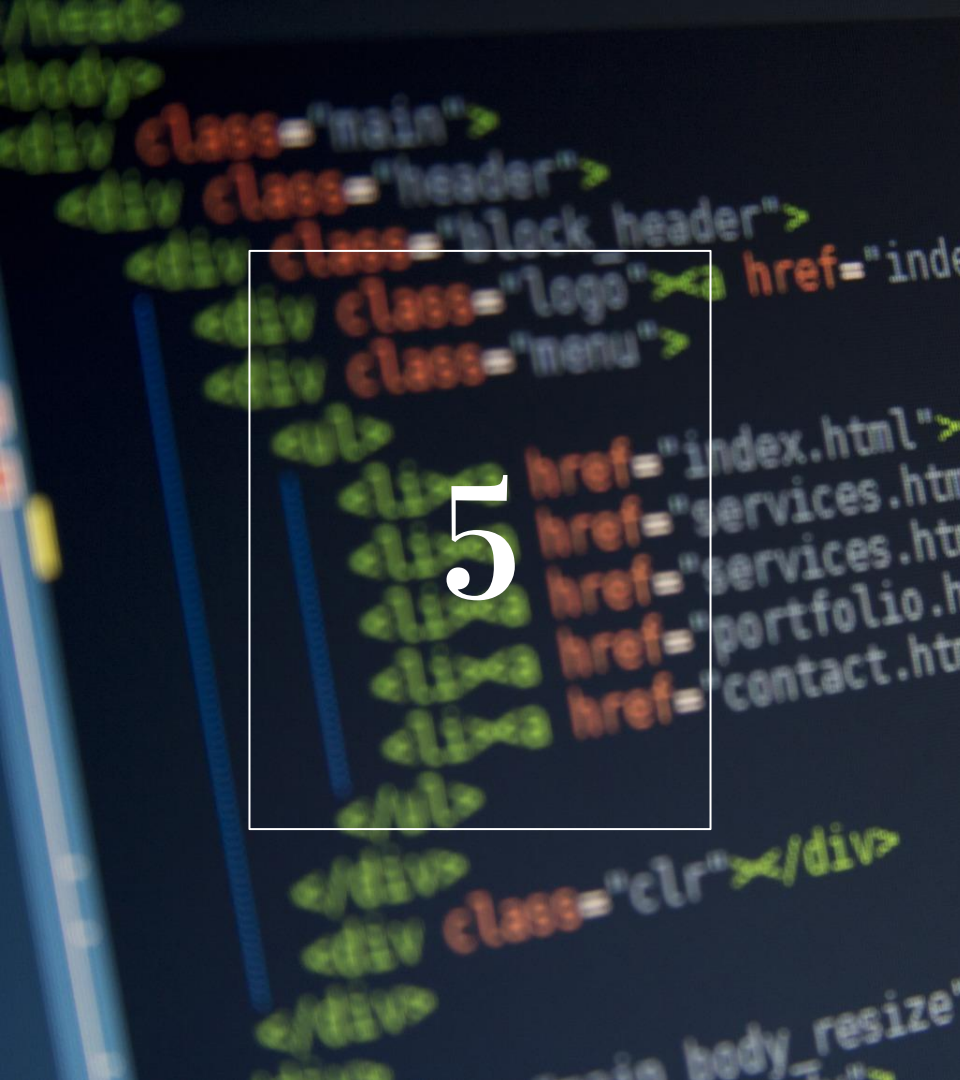 </head>
<body>
<div class="main">
<div class="header">
<div class="block_header">
<div class="logo"><a href="inde
<div class="menu">
<ul>
<li><a href="index.html">
<li><a href="services.htm
<li><a href="services.ht
<li><a href="portfolio.h
<li><a href="contact.htm
</ul>
5
</div>
<div class="clr"></div>
</div>
body_resize"